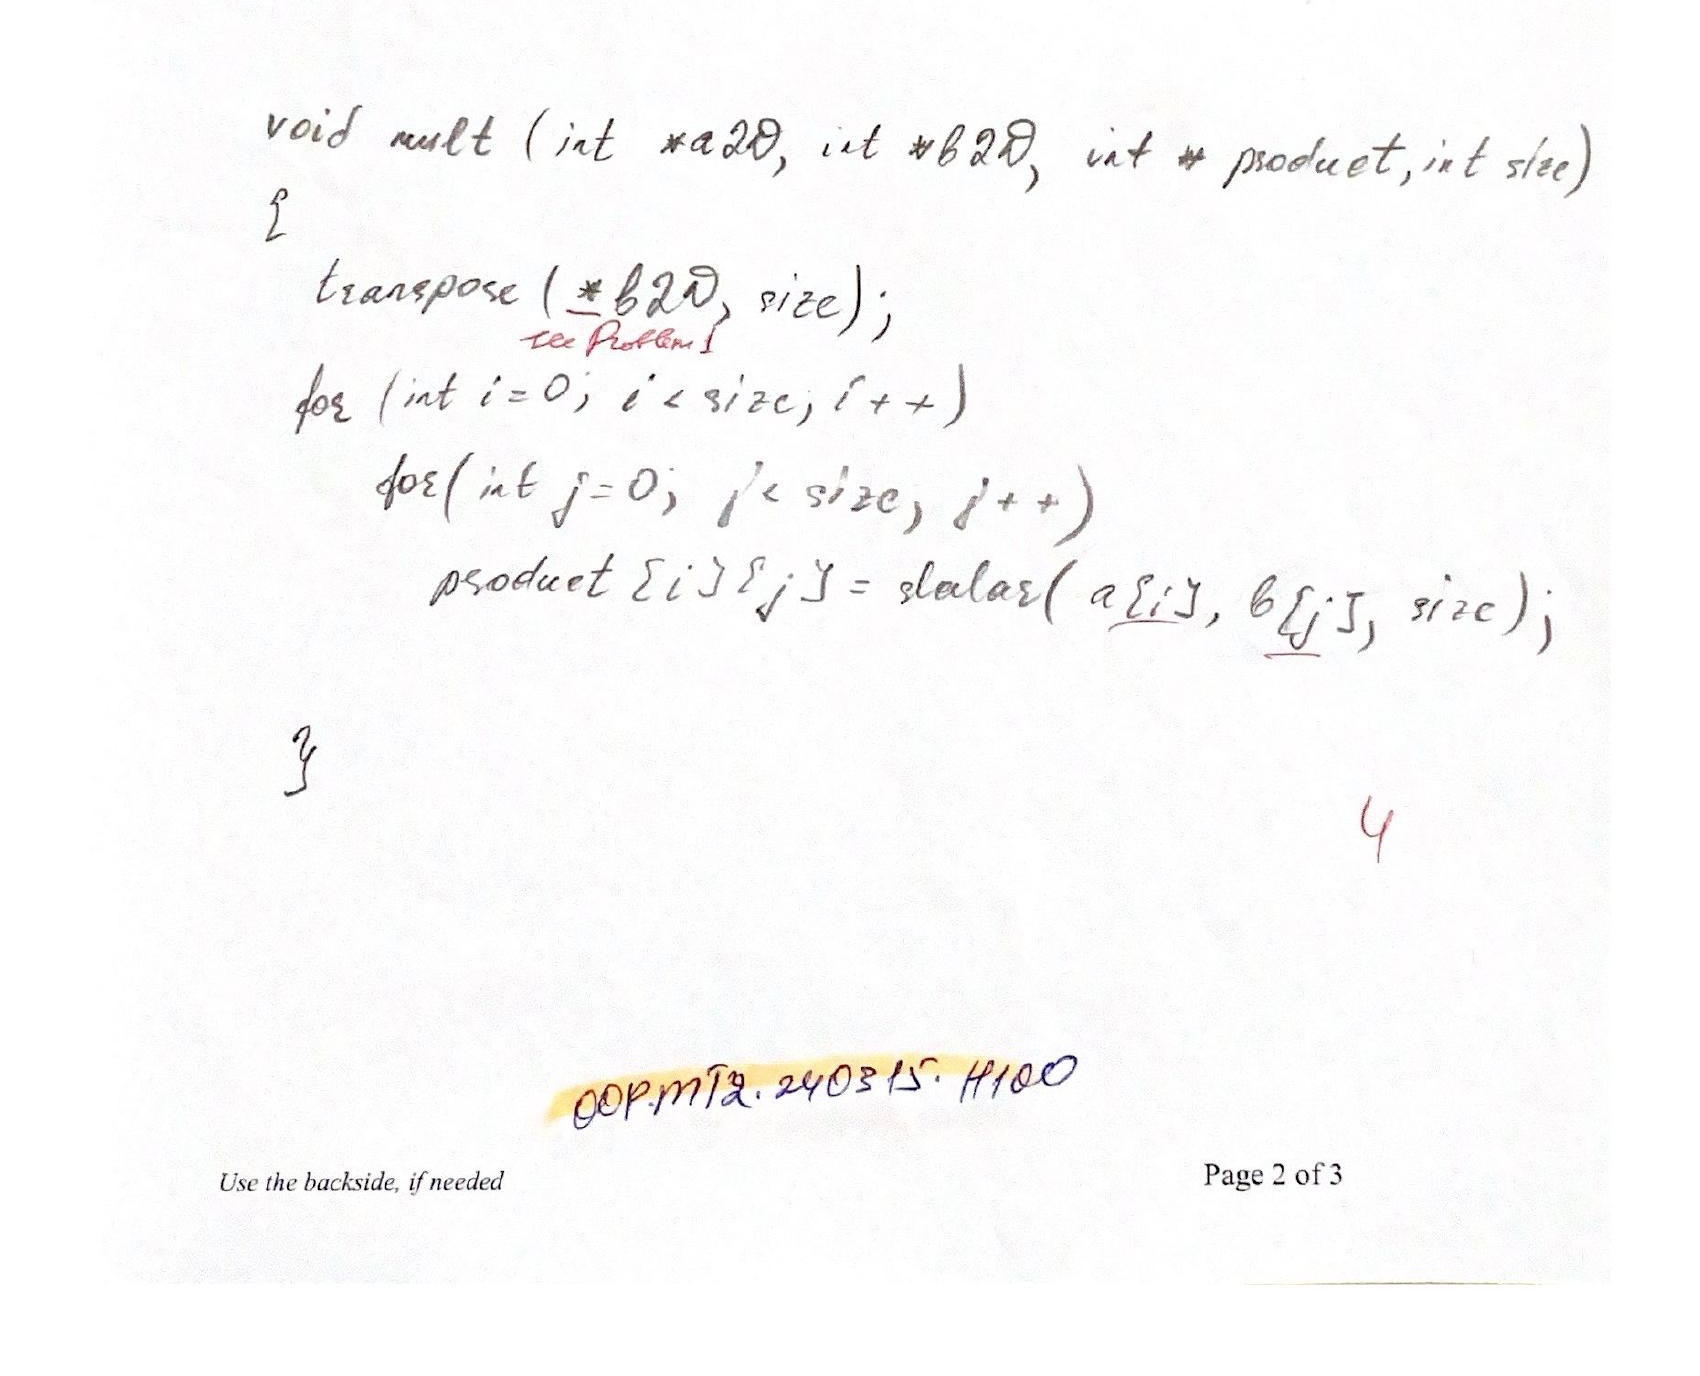 void mult (int *a2D, int *b2D, int * product, int size)
{
transpose (*b2D, size);
see Problem 1
for (int i=0; i < size; i++)
for (int j=0; j < size; j++)
product [i][j] = slalar( a[i], b[j], size);
}
4
OOP.MT2.240315.H100
Use the backside, if needed
Page 2 of 3